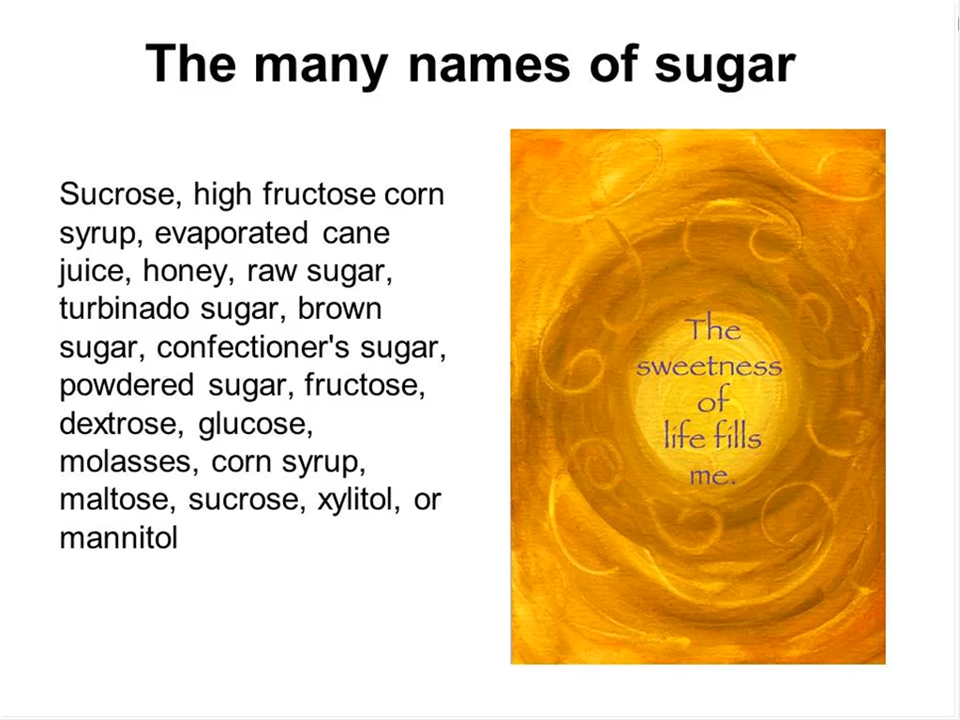 The many names of sugar
Sucrose, high fructose corn
syrup, evaporated cane
juice, honey, raw sugar,
turbinado sugar, brown
sugar, confectioner's sugar,
powdered sugar, fructose,
dextrose, glucose,
molasses, corn syrup,
maltose, sucrose, xylitol, or
mannitol
The
sweetness
of
life fills
me.